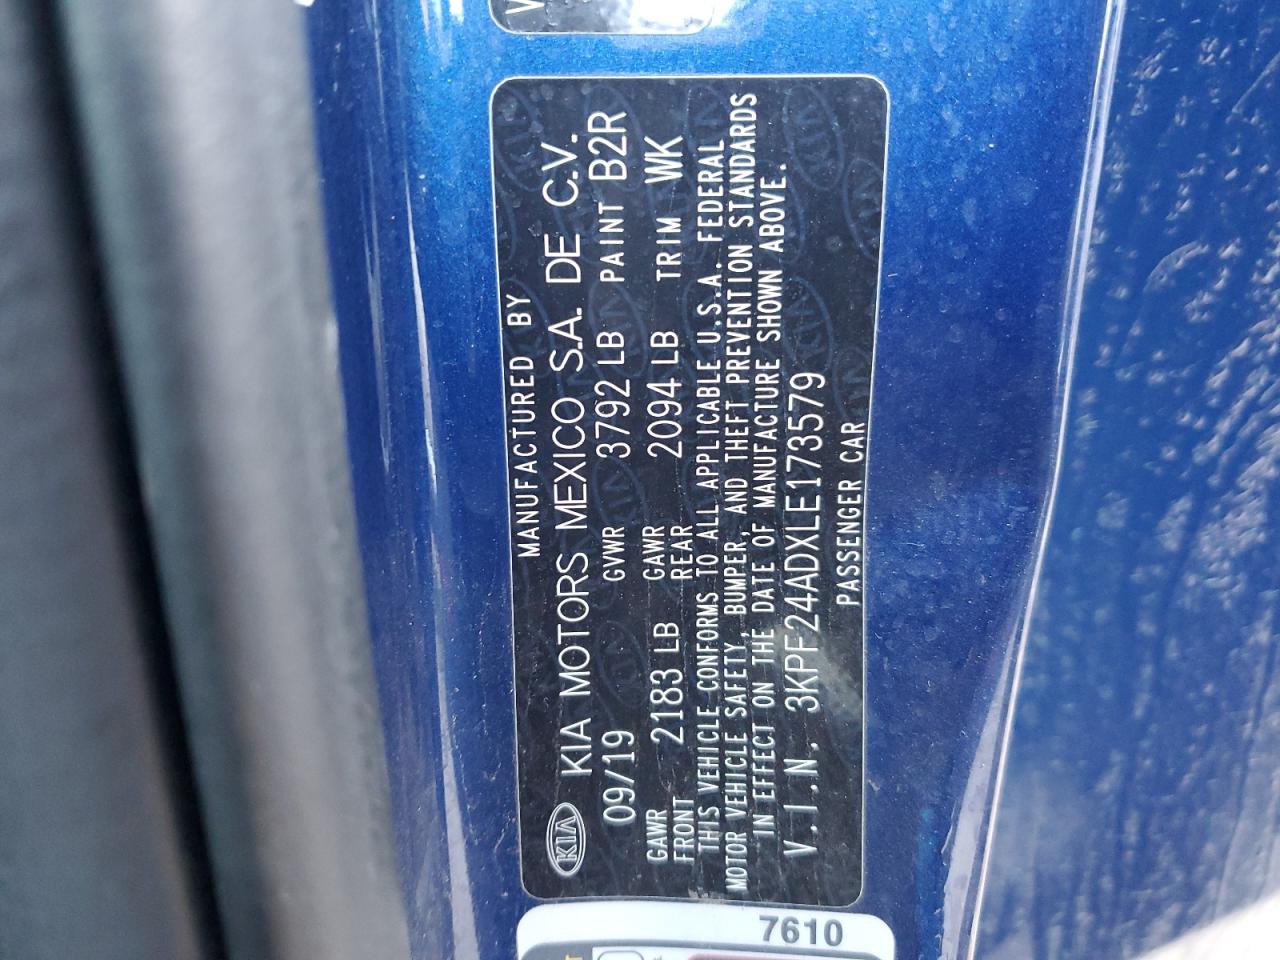 MANUFACTURED BY
KIA KIA MOTORS MEXICO S.A. DE C.V.
09/19 GVWR 3792 LB PAINT B2R
GAWR FRONT 2183 LB GAWR REAR 2094 LB TRIM WK
THIS VEHICLE CONFORMS TO ALL APPLICABLE U.S.A. FEDERAL
MOTOR VEHICLE SAFETY, BUMPER, AND THEFT PREVENTION STANDARDS
IN EFFECT ON THE DATE OF MANUFACTURE SHOWN ABOVE.
V.I.N. 3KPF24ADXLE173579
PASSENGER CAR
7610